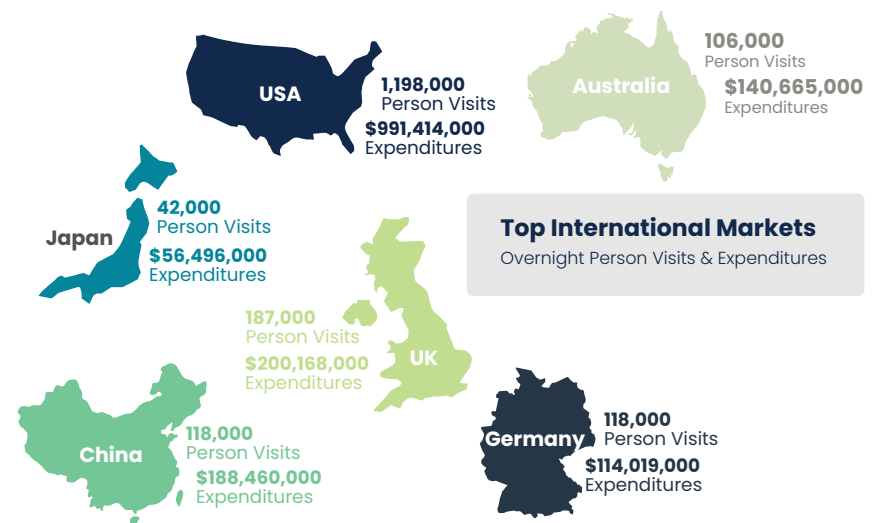 USA
1,198,000
Person Visits
$991,414,000
Expenditures
Australia
106,000
Person Visits
$140,665,000
Expenditures
Japan
42,000
Person Visits
$56,496,000
Expenditures
Top International Markets
Overnight Person Visits & Expenditures
187,000
Person Visits
$200,168,000
Expenditures
UK
China
118,000
Person Visits
$188,460,000
Expenditures
Germany
118,000
Person Visits
$114,019,000
Expenditures